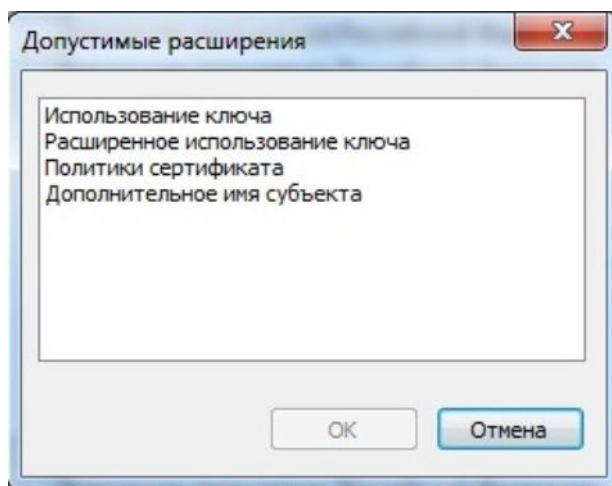 Допустимые расширения
Использование ключа
Расширенное использование ключа
Политики сертификата
Дополнительное имя субъекта
OK
Отмена